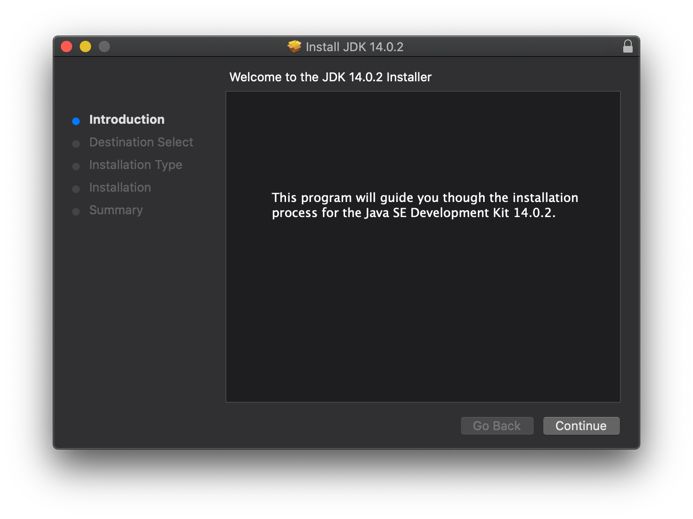 Install JDK 14.0.2
Welcome to the JDK 14.0.2 Installer
Introduction
Destination Select
Installation Type
Installation
Summary
This program will guide you though the installation
process for the Java SE Development Kit 14.0.2.
Go Back
Continue